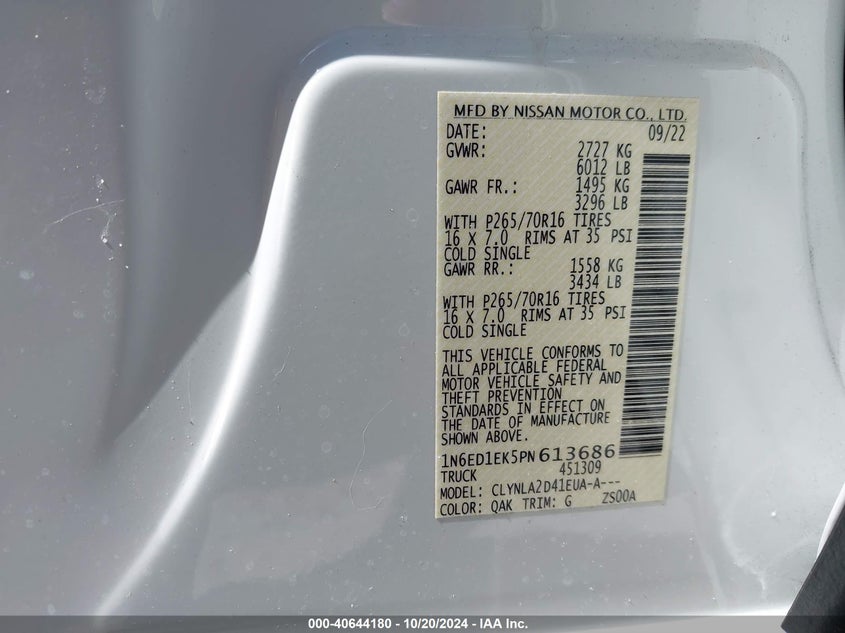 MFD BY NISSAN MOTOR CO., LTD.
DATE: 09/22
GVWR: 2727 KG
6012 LB
GAWR FR.: 1495 KG
3296 LB
WITH P265/70R16 TIRES
16 X 7.0 RIMS AT 35 PSI
COLD SINGLE
GAWR RR.: 1558 KG
3434 LB
WITH P265/70R16 TIRES
16 X 7.0 RIMS AT 35 PSI
COLD SINGLE
THIS VEHICLE CONFORMS TO
ALL APPLICABLE FEDERAL
MOTOR VEHICLE SAFETY AND
THEFT PREVENTION
STANDARDS IN EFFECT ON
THE DATE OF MANUFACTURE
SHOWN ABOVE.
1N6ED1EK5PN613686
TRUCK 451309
MODEL: CLYNLA2D41EUA-A---
COLOR: QAK TRIM: G ZS00A
000-40644180 - 10/20/2024 - IAA Inc.